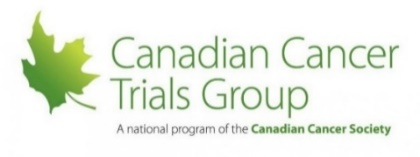 Canadian Cancer
Trials Group
A national program of the Canadian Cancer Society